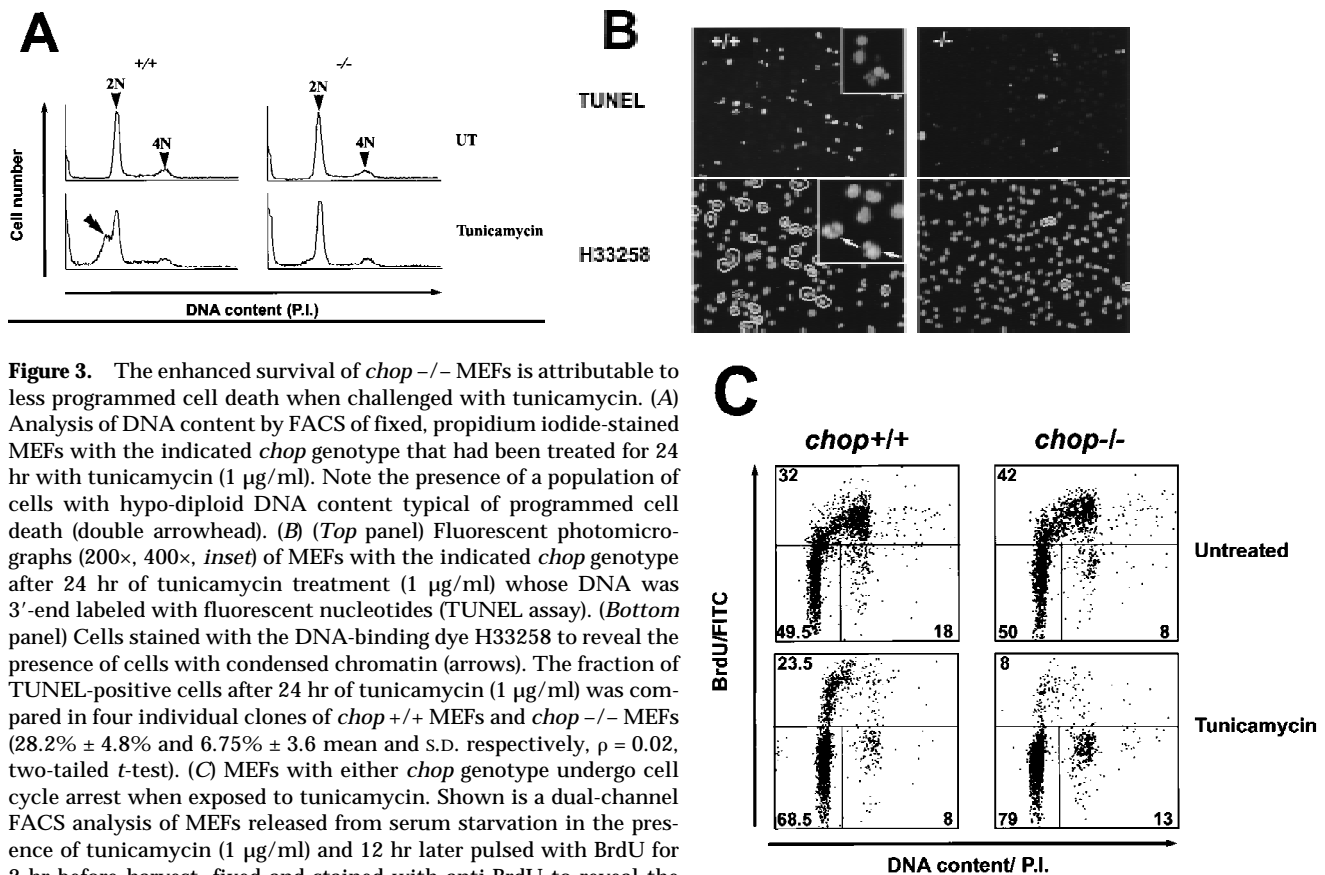 A
+/+
-/-
2N
2N
4N
4N
UT
Cell number
Tunicamycin
DNA content (P.I.)
B
+/+
-/-
TUNEL
H33258
Figure 3. The enhanced survival of chop −/− MEFs is attributable to
less programmed cell death when challenged with tunicamycin. (A)
Analysis of DNA content by FACS of fixed, propidium iodide-stained
MEFs with the indicated chop genotype that had been treated for 24
hr with tunicamycin (1 µg/ml). Note the presence of a population of
cells with hypo-diploid DNA content typical of programmed cell
death (double arrowhead). (B) (Top panel) Fluorescent photomicro-
graphs (200×, 400×, inset) of MEFs with the indicated chop genotype
after 24 hr of tunicamycin treatment (1 µg/ml) whose DNA was
3′-end labeled with fluorescent nucleotides (TUNEL assay). (Bottom
panel) Cells stained with the DNA-binding dye H33258 to reveal the
presence of cells with condensed chromatin (arrows). The fraction of
TUNEL-positive cells after 24 hr of tunicamycin (1 µg/ml) was com-
pared in four individual clones of chop +/+ MEFs and chop −/− MEFs
(28.2% ± 4.8% and 6.75% ± 3.6 mean and S.D. respectively, ρ = 0.02,
two-tailed t-test). (C) MEFs with either chop genotype undergo cell
cycle arrest when exposed to tunicamycin. Shown is a dual-channel
FACS analysis of MEFs released from serum starvation in the pres-
ence of tunicamycin (1 µg/ml) and 12 hr later pulsed with BrdU for
hr before harvest, fixed and stained with anti-BrdU to reveal the
C
chop+/+
chop-/-
32
42
49.5
18
50
8
Untreated
BrdU/FITC
23.5
8
68.5
8
79
13
Tunicamycin
DNA content/ P.I.